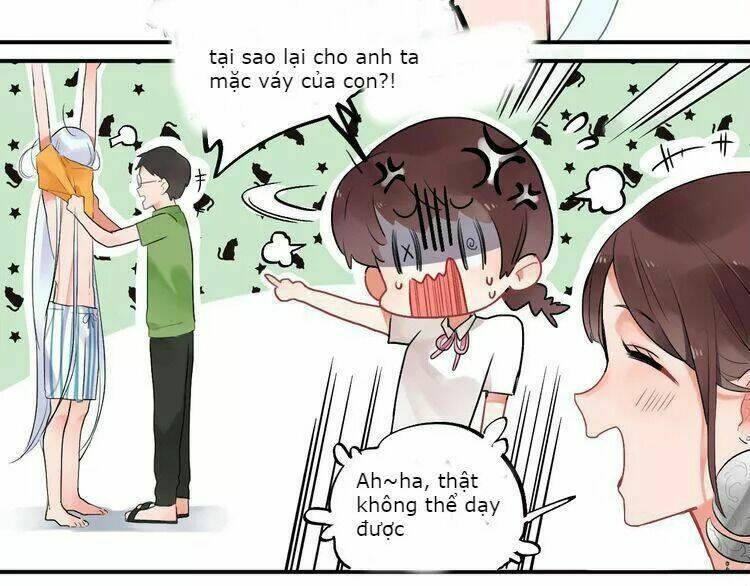 tại sao lại cho anh ta
mặc váy của con?!
Ah~ha, thật
không thể dạy
được